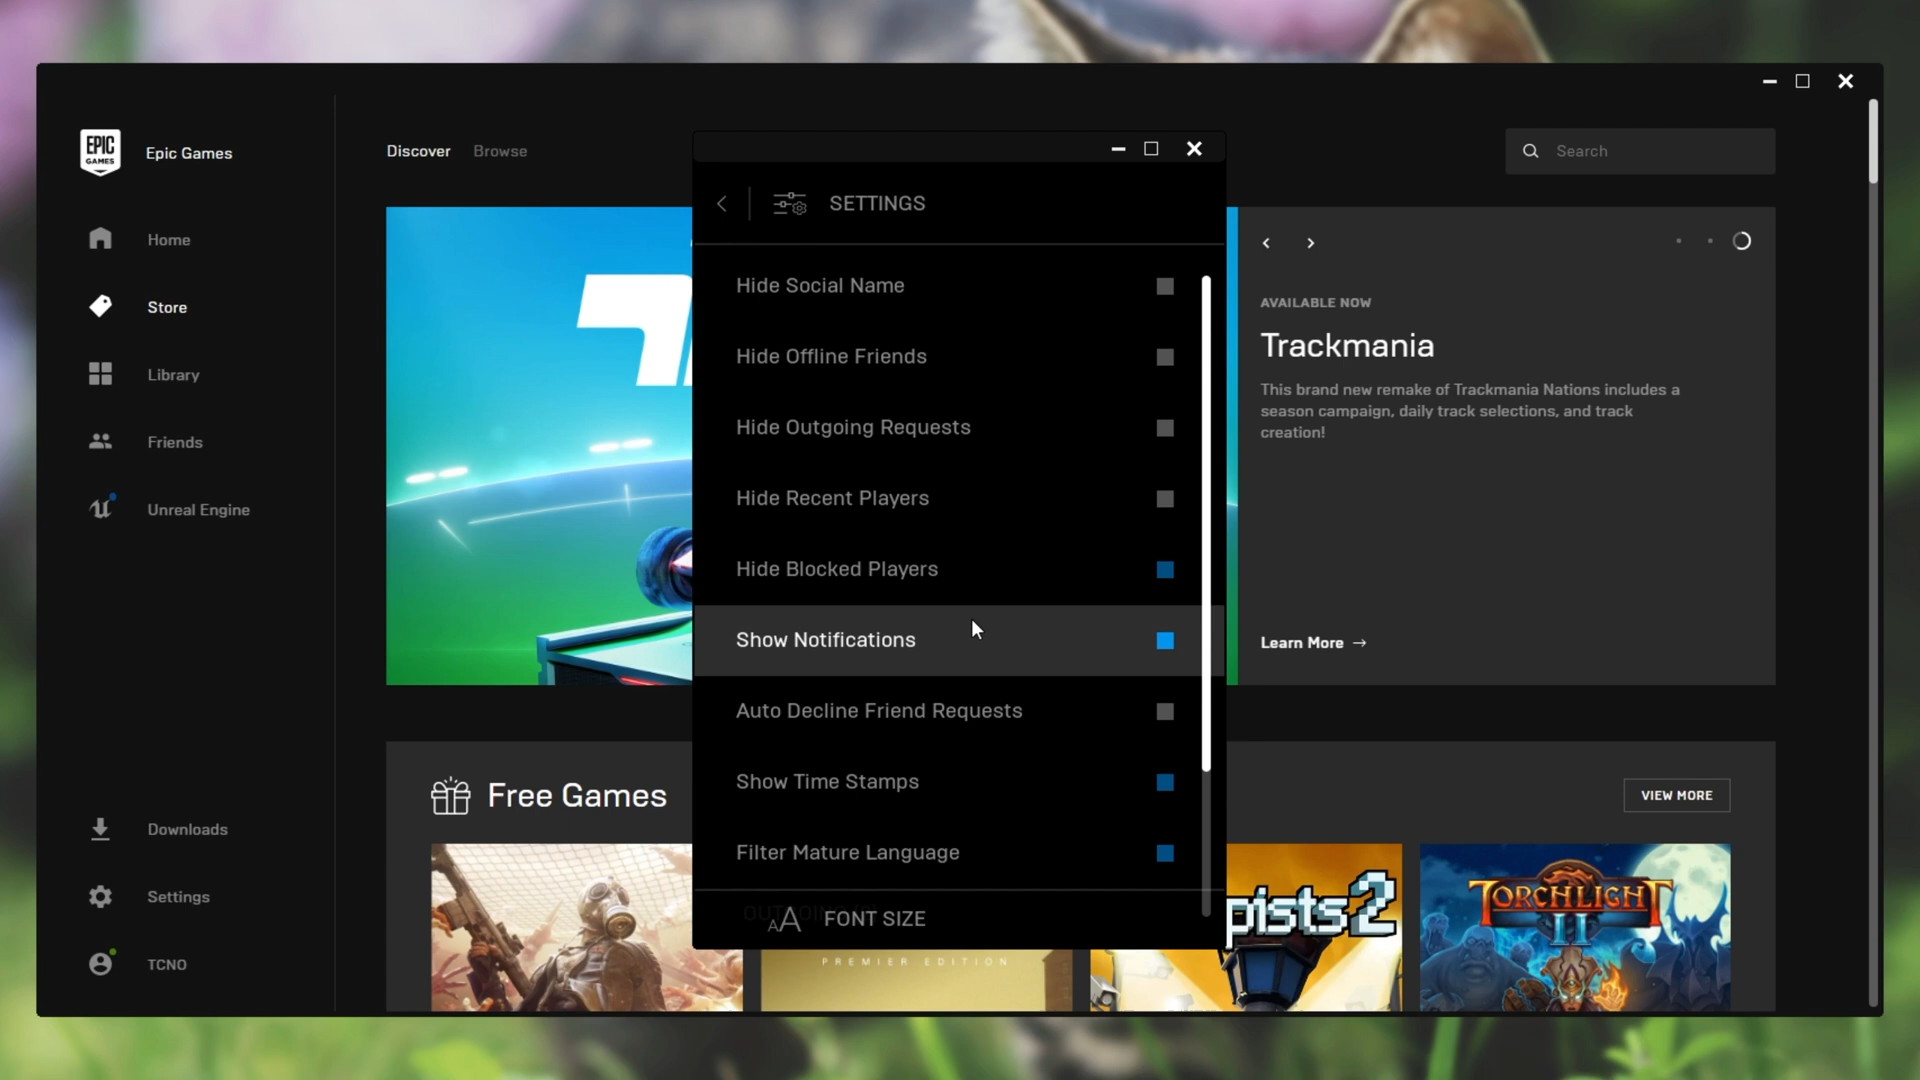 EPIC
GAMES
Epic Games
Home
Store
Library
Friends
Unreal Engine
Downloads
Settings
TCNO
Discover
Browse
Search
SETTINGS
Hide Social Name
Hide Offline Friends
Hide Outgoing Requests
Hide Recent Players
Hide Blocked Players
Show Notifications
Auto Decline Friend Requests
Show Time Stamps
Filter Mature Language
AA FONT SIZE
AVAILABLE NOW
Trackmania
This brand new remake of Trackmania Nations includes a
season campaign, daily track selections, and track
creation!
Learn More →
Free Games
VIEW MORE
PREMIER EDITION
pists 2
TORCHLIGHT
II